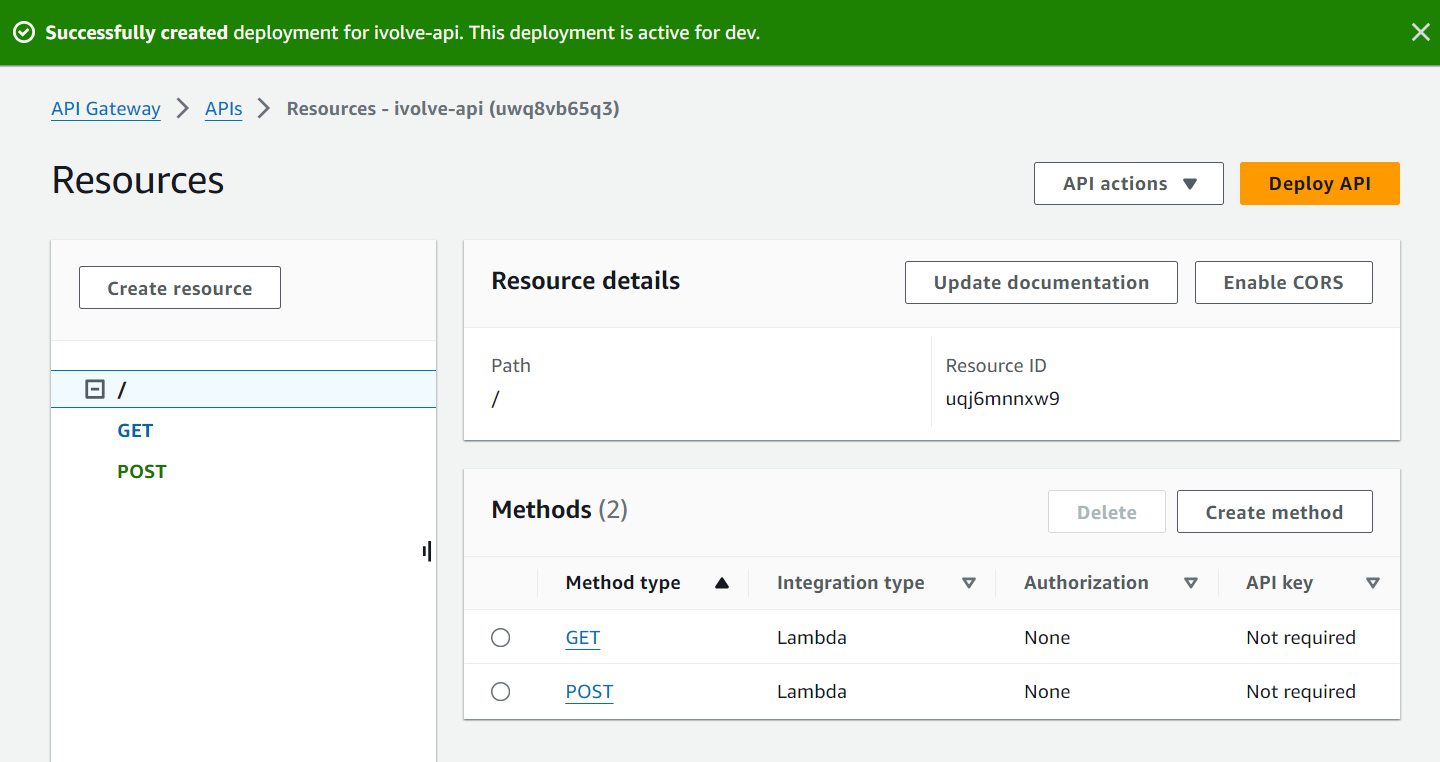 Successfully created deployment for ivolve-api. This deployment is active for dev.
API Gateway APIs Resources - ivolve-api (uwq8vb65q3)
Resources
API actions Deploy API
Create resource
/
GET
POST
Resource details Update documentation Enable CORS
Path Resource ID
/ uqj6mnnxw9
Methods (2) Delete Create method
Method type Integration type Authorization API key
GET Lambda None Not required
POST Lambda None Not required